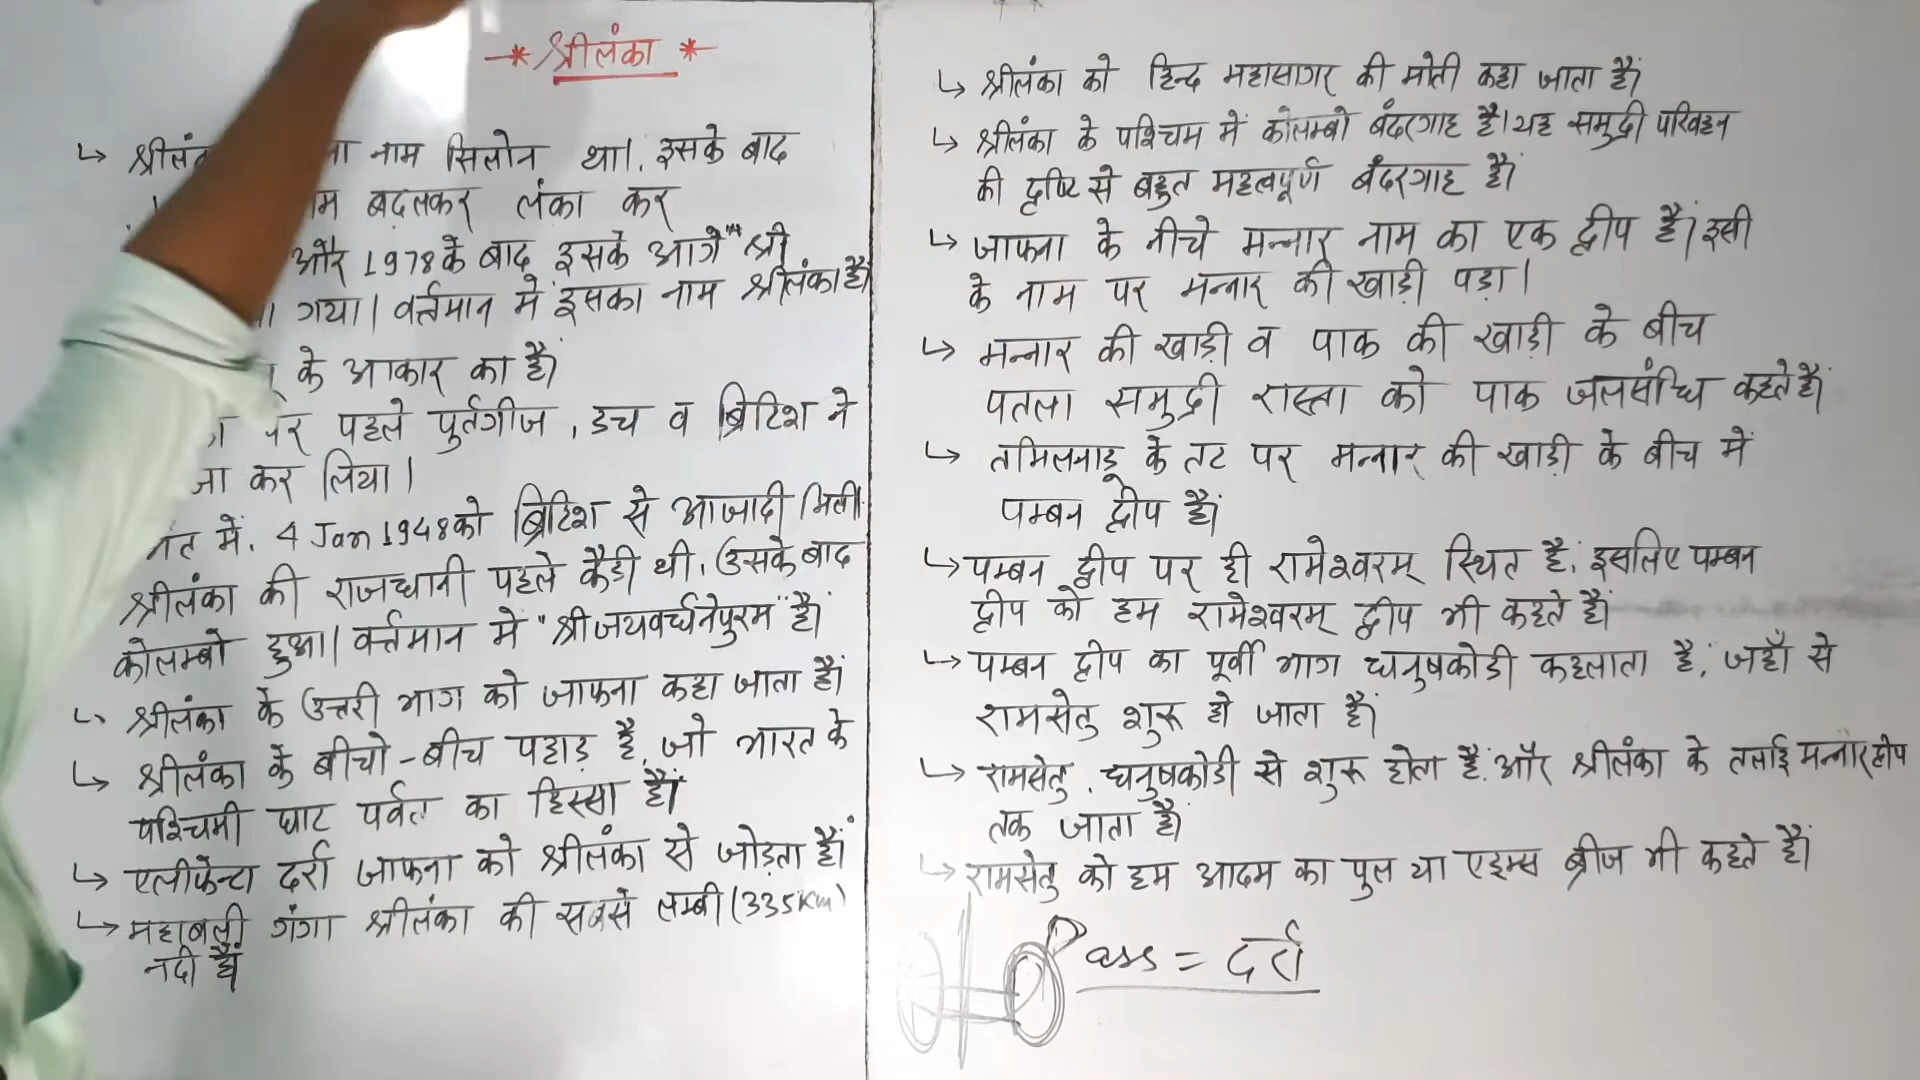 श्रीलंका
नाम सिलोन था। इसके बाद
बदलकर लंका कर
और 1978 के बाद इसके आगे "श्री
गया। वर्त्तमान में इसका नाम श्रीलंका है।
के आकार का है।
पर पहले पुर्तगीज, डच व ब्रिटिश ने
कर लिया।
में, 4 Jan 1948 को ब्रिटिश से आजादी मिली
श्रीलंका की राजधानी पहले कैंडी थी, उसके बाद
कोलम्बो हुआ। वर्त्तमान में "श्री जयवर्धनेपुरम" है।
↳ श्रीलंका के उत्तरी भाग को जाफना कहा जाता है।
↳ श्रीलंका के बीचो-बीच पहाड़ है, जो भारत के
पश्चिमी घाट पर्वत का हिस्सा है।
↳ एलीफेन्टा दर्रा जाफना को श्रीलंका से जोड़ता है।
↳ महाबली गंगा श्रीलंका की सबसे लम्बी (335 Km)
नदी है।
↳ श्रीलंका को हिन्द महासागर की मोती कहा जाता है।
↳ श्रीलंका के पश्चिम में कोलम्बो बंदरगाह है। यह समुद्री परिवहन
की दृष्टि से बहुत महत्वपूर्ण बंदरगाह है।
↳ जाफना के नीचे मन्नार नाम का एक द्वीप है। इसी
के नाम पर मन्नार की खाड़ी पड़ा।
↳ मन्नार की खाड़ी व पाक की खाड़ी के बीच
पतला समुद्री रास्ता को पाक जलसंधि कहते है।
↳ तमिलनाडू के तट पर मन्नार की खाड़ी के बीच में
पम्बन द्वीप है।
↳ पम्बन द्वीप पर ही रामेश्वरम् स्थित है, इसलिए पम्बन
द्वीप को हम रामेश्वरम् द्वीप भी कहते है।
↳ पम्बन द्वीप का पूर्वी भाग धनुषकोडी कहलाता है, जहाँ से
रामसेतु शुरू हो जाता है।
↳ रामसेतु, धनुषकोडी से शुरू होता है, और श्रीलंका के तलाई मन्नार द्वीप
तक जाता है।
↳ रामसेतु को हम आदम का पुल या एडम्स ब्रीज भी कहते है।
Pass = दर्रा